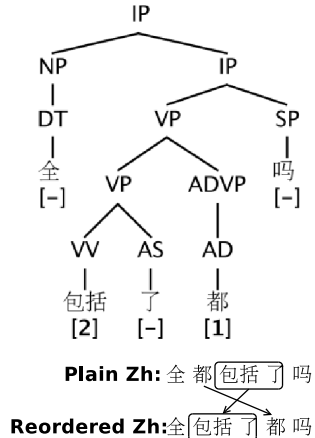 IP
NP IP
DT VP SP
全 吗
[-] VP ADVP [-]
VV AS AD
包括 了 都
[2] [-] [1]
Plain Zh: 全 都 包括 了 吗
Reordered Zh: 全 包括 了 都 吗